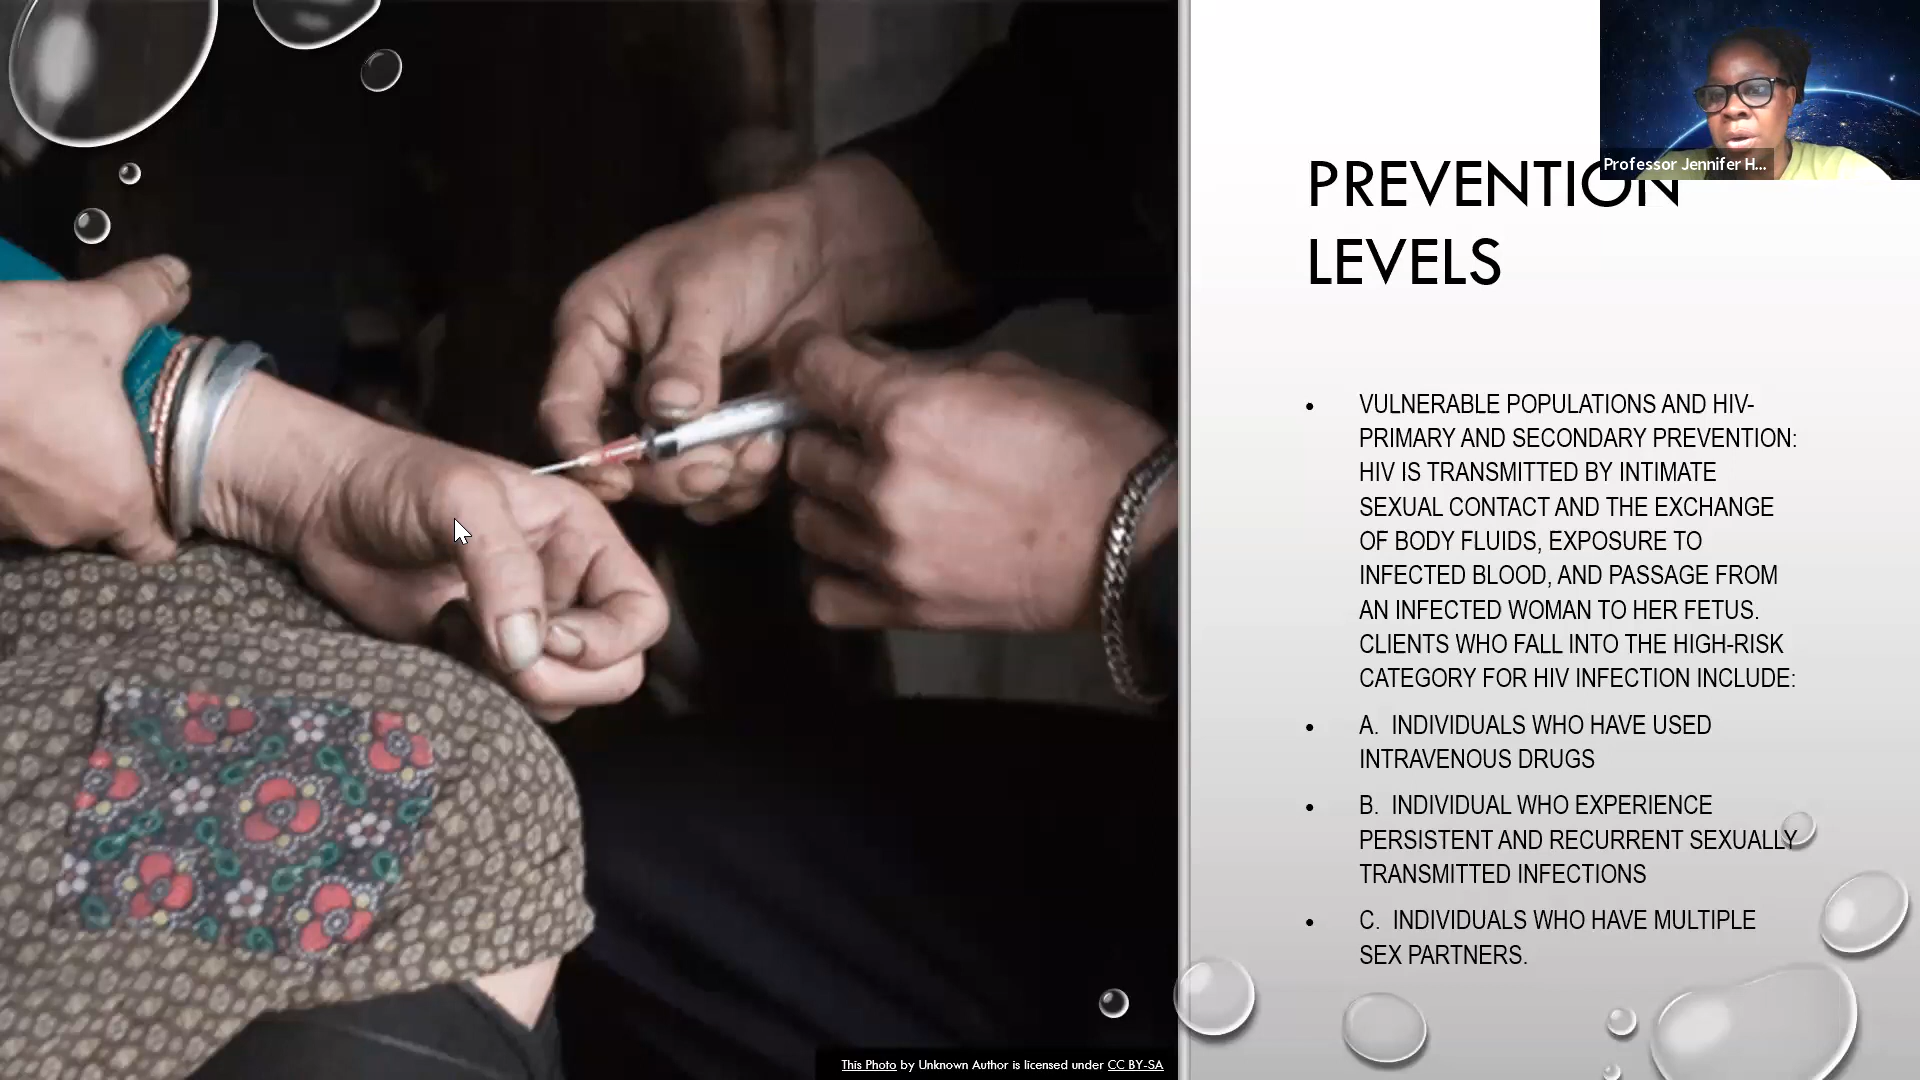 Professor Jennifer H...
PREVENTION
LEVELS
• VULNERABLE POPULATIONS AND HIV-
PRIMARY AND SECONDARY PREVENTION:
HIV IS TRANSMITTED BY INTIMATE
SEXUAL CONTACT AND THE EXCHANGE
OF BODY FLUIDS, EXPOSURE TO
INFECTED BLOOD, AND PASSAGE FROM
AN INFECTED WOMAN TO HER FETUS.
CLIENTS WHO FALL INTO THE HIGH-RISK
CATEGORY FOR HIV INFECTION INCLUDE:
• A. INDIVIDUALS WHO HAVE USED
INTRAVENOUS DRUGS
• B. INDIVIDUAL WHO EXPERIENCE
PERSISTENT AND RECURRENT SEXUALLY
TRANSMITTED INFECTIONS
• C. INDIVIDUALS WHO HAVE MULTIPLE
SEX PARTNERS.
This Photo by Unknown Author is licensed under CC BY-SA